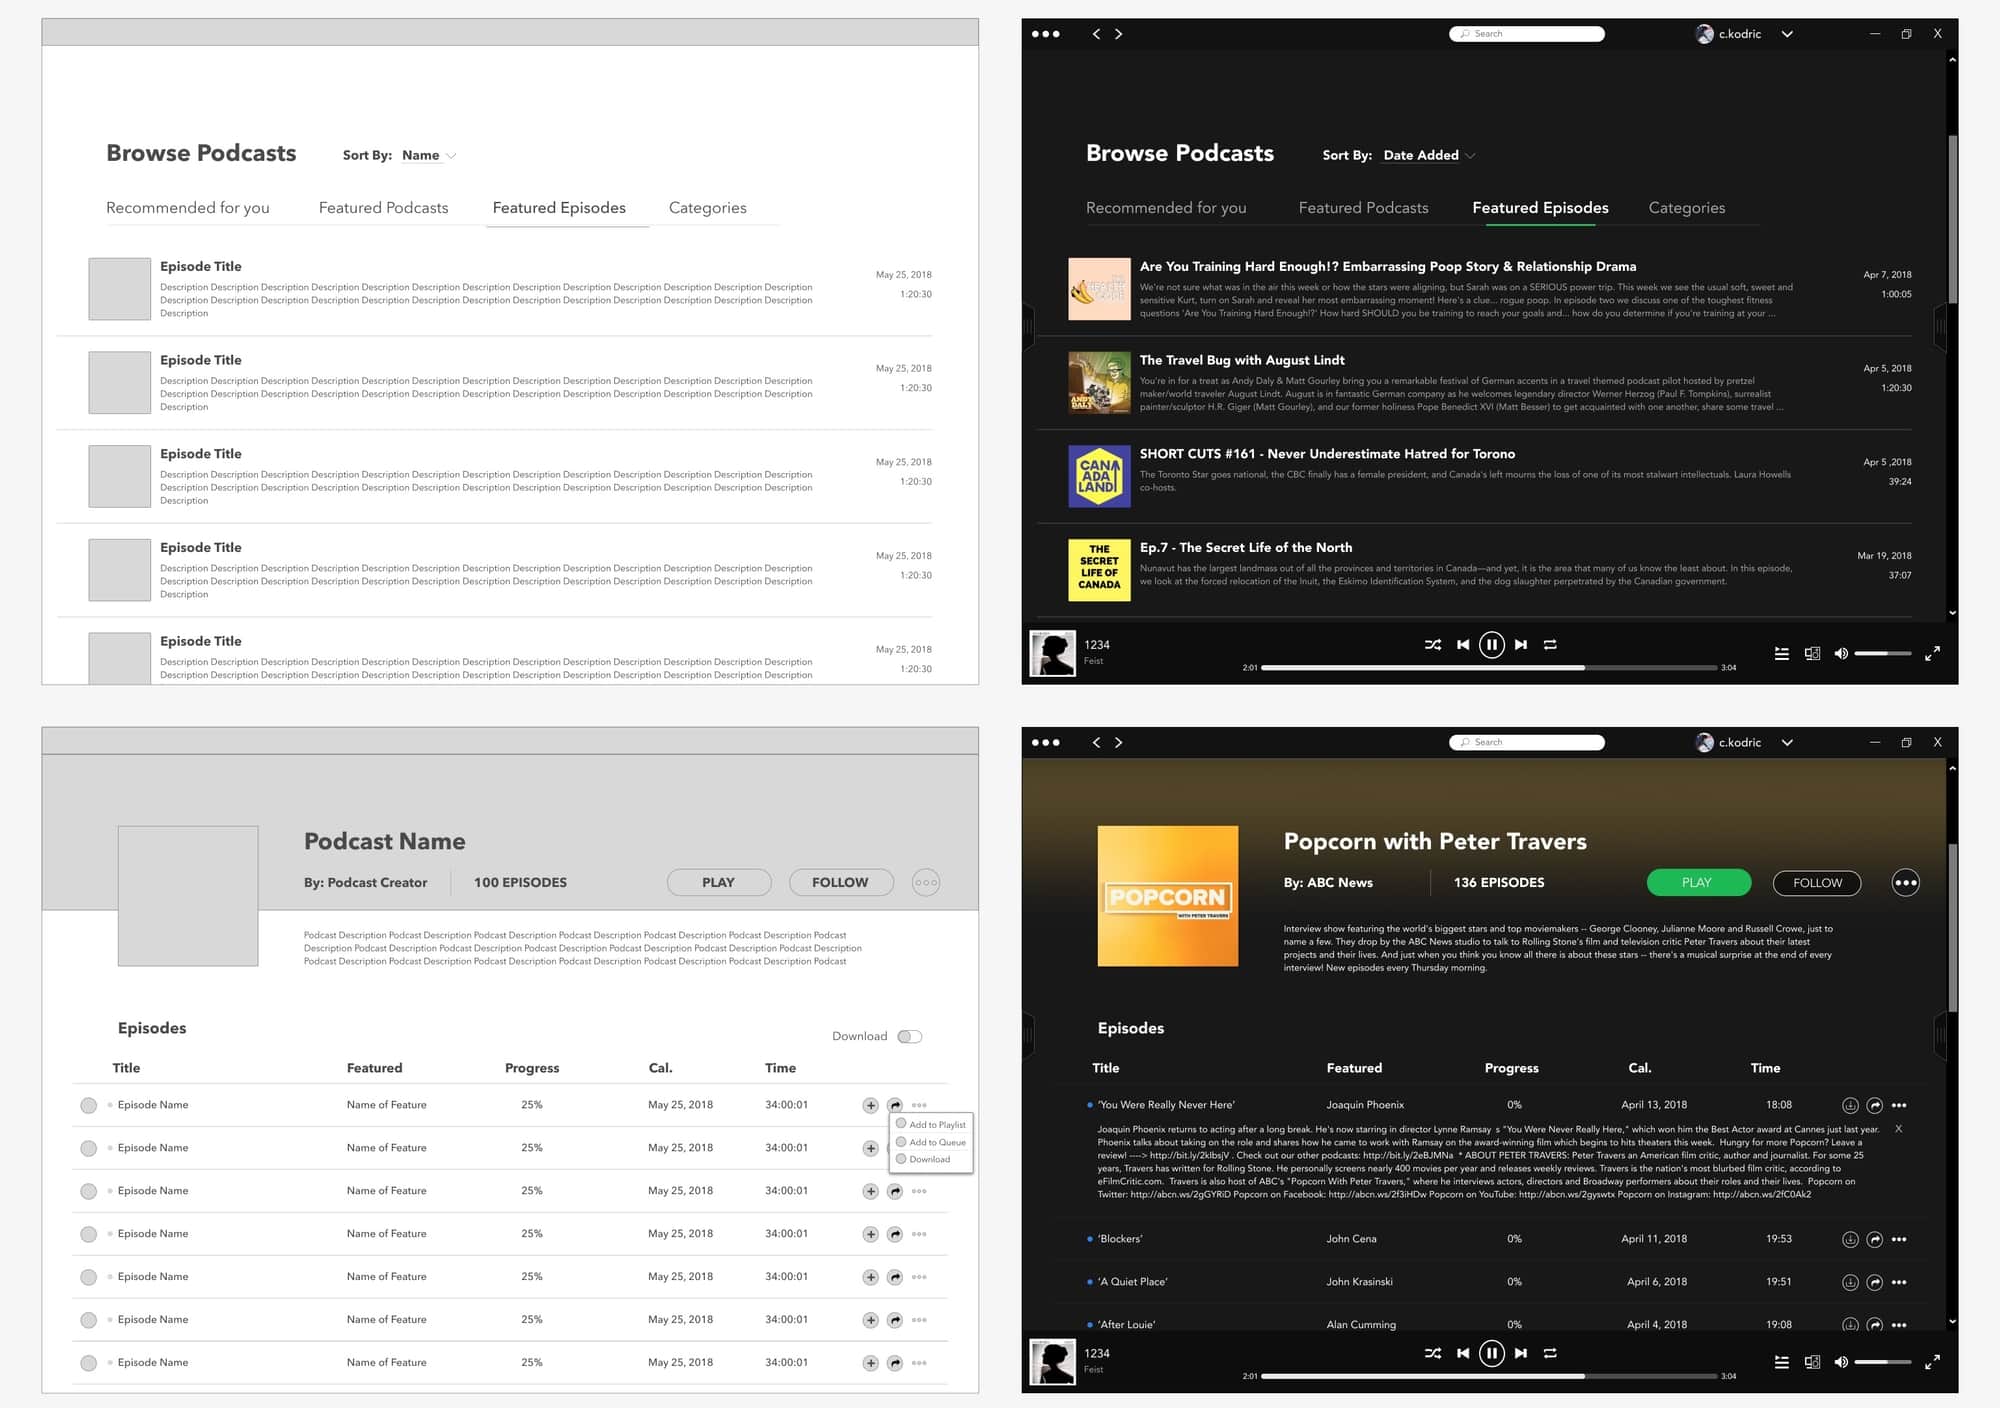 Browse Podcasts
Sort By: Name
Recommended for you Featured Podcasts Featured Episodes Categories
Episode Title
May 25, 2018
Description Description Description Description Description Description Description Description Description Description Description Description Description
Description Description Description Description Description Description Description Description Description Description Description Description Description
Description
1:20:30
Episode Title
May 25, 2018
Description Description Description Description Description Description Description Description Description Description Description Description Description
Description Description Description Description Description Description Description Description Description Description Description Description Description
Description
1:20:30
Episode Title
May 25, 2018
Description Description Description Description Description Description Description Description Description Description Description Description Description
Description Description Description Description Description Description Description Description Description Description Description Description Description
Description
1:20:30
Episode Title
May 25, 2018
Description Description Description Description Description Description Description Description Description Description Description Description Description
Description Description Description Description Description Description Description Description Description Description Description Description Description
Description
1:20:30
Episode Title
May 25, 2018
Description Description Description Description Description Description Description Description Description Description Description Description Description
Description Description Description Description Description Description Description Description Description Description Description Description Description
1:20:30
Search
c.kodric
X
Browse Podcasts
Sort By: Date Added
Recommended for you Featured Podcasts Featured Episodes Categories
Are You Training Hard Enough!? Embarrassing Poop Story & Relationship Drama
Apr 7, 2018
We're not sure what was in the air this week or how the stars were aligning, but Sarah was on a SERIOUS power trip. This week we see the usual soft, sweet and
sensitive Kurt, turn on Sarah and reveal her most embarrassing moment! Here's a clue... rogue poop. In episode two we discuss one of the toughest fitness
questions 'Are You Training Hard Enough!?' How hard SHOULD you be training to reach your goals and... how do you determine if you're training at your ...
1:00:05
ANDY
DALY
The Travel Bug with August Lindt
Apr 5, 2018
You're in for a treat as Andy Daly & Matt Gourley bring you a remarkable festival of German accents in a travel themed podcast pilot hosted by pretzel
maker/world traveler August Lindt. August is in fantastic German company as he welcomes legendary director Werner Herzog (Paul F. Tompkins), surrealist
painter/sculptor H.R. Giger (Matt Gourley), and our former holiness Pope Benedict XVI (Matt Besser) to get acquainted with one another, share some travel ...
1:20:30
CAN
ADA
LAND
SHORT CUTS #161 - Never Underestimate Hatred for Torono
Apr 5 ,2018
The Toronto Star goes national, the CBC finally has a female president, and Canada's left mourns the loss of one of its most stalwart intellectuals. Laura Howells
co-hosts.
39:24
THE
SECRET
LIFE OF
CANADA
Ep.7 - The Secret Life of the North
Mar 19, 2018
Nunavut has the largest landmass out of all the provinces and territories in Canada—and yet, it is the area that many of us know the least about. In this episode,
we look at the forced relocation of the Inuit, the Eskimo Identification System, and the dog slaughter perpetrated by the Canadian government.
37:07
1234
Feist
2:01 3:04
Podcast Name
By: Podcast Creator 100 EPISODES PLAY FOLLOW
Podcast Description Podcast Description Podcast Description Podcast Description Podcast Description Podcast Description Podcast
Description Podcast Description Podcast Description Podcast Description Podcast Description Podcast Description Podcast Description
Podcast Description Podcast Description Podcast Description Podcast Description Podcast Description Podcast Description Podcast
Episodes
Download
Title Featured Progress Cal. Time
Episode Name Name of Feature 25% May 25, 2018 34:00:01
Add to Playlist
Add to Queue
Download
Episode Name Name of Feature 25% May 25, 2018 34:00:01
Episode Name Name of Feature 25% May 25, 2018 34:00:01
Episode Name Name of Feature 25% May 25, 2018 34:00:01
Episode Name Name of Feature 25% May 25, 2018 34:00:01
Episode Name Name of Feature 25% May 25, 2018 34:00:01
Episode Name Name of Feature 25% May 25, 2018 34:00:01
Search
c.kodric
X
POPCORN
WITH PETER TRAVERS
Popcorn with Peter Travers
By: ABC News 136 EPISODES PLAY FOLLOW
Interview show featuring the world's biggest stars and top moviemakers -- George Clooney, Julianne Moore and Russell Crowe, just to
name a few. They drop by the ABC News studio to talk to Rolling Stone's film and television critic Peter Travers about their latest
projects and their lives. And just when you think you know all there is about these stars -- there's a musical surprise at the end of every
interview! New episodes every Thursday morning.
Episodes
Title Featured Progress Cal. Time
'You Were Really Never Here' Joaquin Phoenix 0% April 13, 2018 18:08
Joaquin Phoenix returns to acting after a long break. He's now starring in director Lynne Ramsay s "You Were Never Really Here," which won him the Best Actor award at Cannes just last year. X
Phoenix talks about taking on the role and shares how he came to work with Ramsay on the award-winning film which begins to hits theaters this week. Hungry for more Popcorn? Leave a
review! ----> http://bit.ly/2klbsjV . Check out our other podcasts: http://bit.ly/2eBJMNa * ABOUT PETER TRAVERS: Peter Travers an American film critic, author and journalist. For some 25
years, Travers has written for Rolling Stone. He personally screens nearly 400 movies per year and releases weekly reviews. Travers is the nation's most blurbed film critic, according to
eFilmCritic.com. Travers is also host of ABC's "Popcorn With Peter Travers," where he interviews actors, directors and Broadway performers about their roles and their lives. Popcorn on
Twitter: http://abcn.ws/2gGYRiD Popcorn on Facebook: http://abcn.ws/2f3iHDw Popcorn on YouTube: http://abcn.ws/2gyswtx Popcorn on Instagram: http://abcn.ws/2fC0Ak2
'Blockers' John Cena 0% April 11, 2018 19:53
'A Quiet Place' John Krasinski 0% April 6, 2018 19:51
'After Louie' Alan Cumming 0% April 4, 2018 19:08
1234
Feist
2:01 3:04